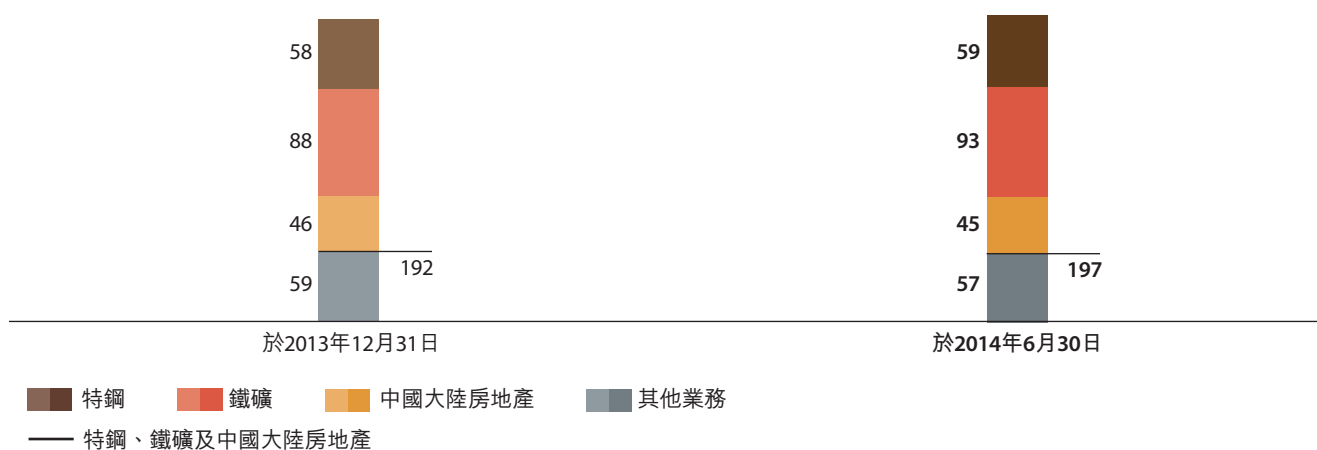 58
59
88
93
46
45
192
197
59
57
於2013年12月31日
於2014年6月30日
特鋼
鐵礦
中國大陸房地產
其他業務
特鋼、鐵礦及中國大陸房地產